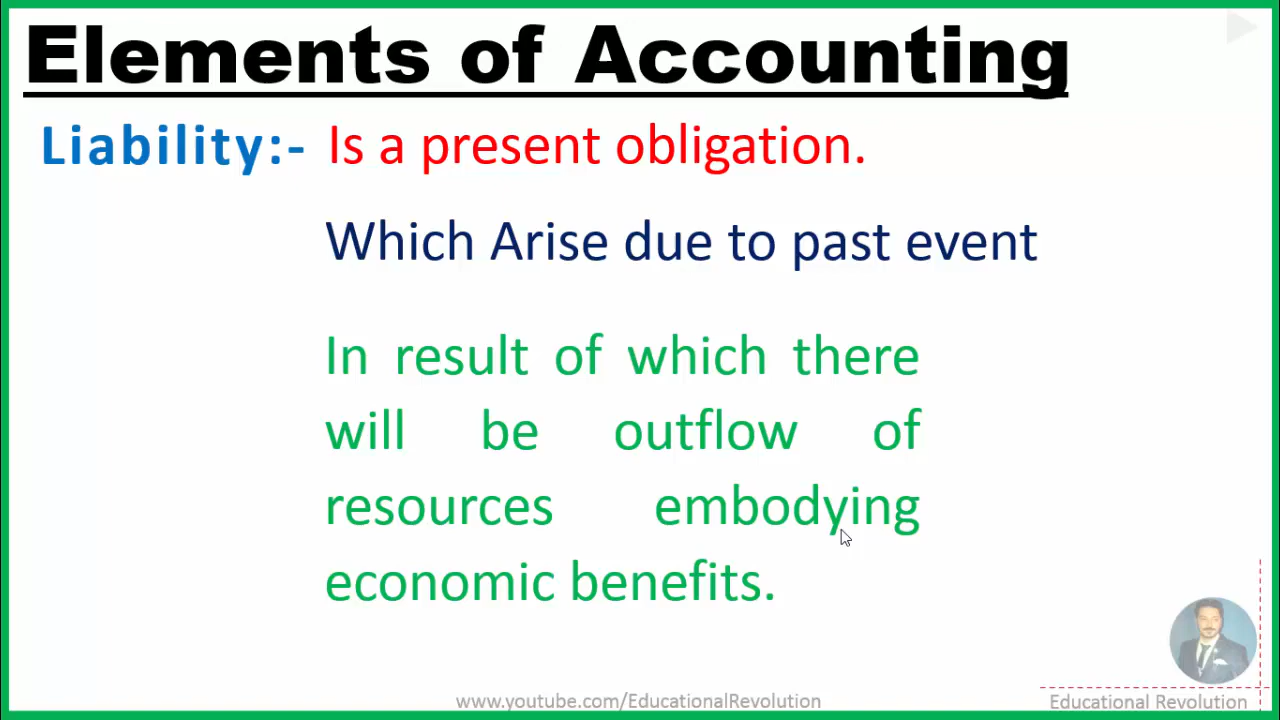 Elements of Accounting
Liability:- Is a present obligation.
Which Arise due to past event
In result of which there
will be outflow of
resources embodying
economic benefits.
www.youtube.com/EducationalRevolution
Educational Revolution